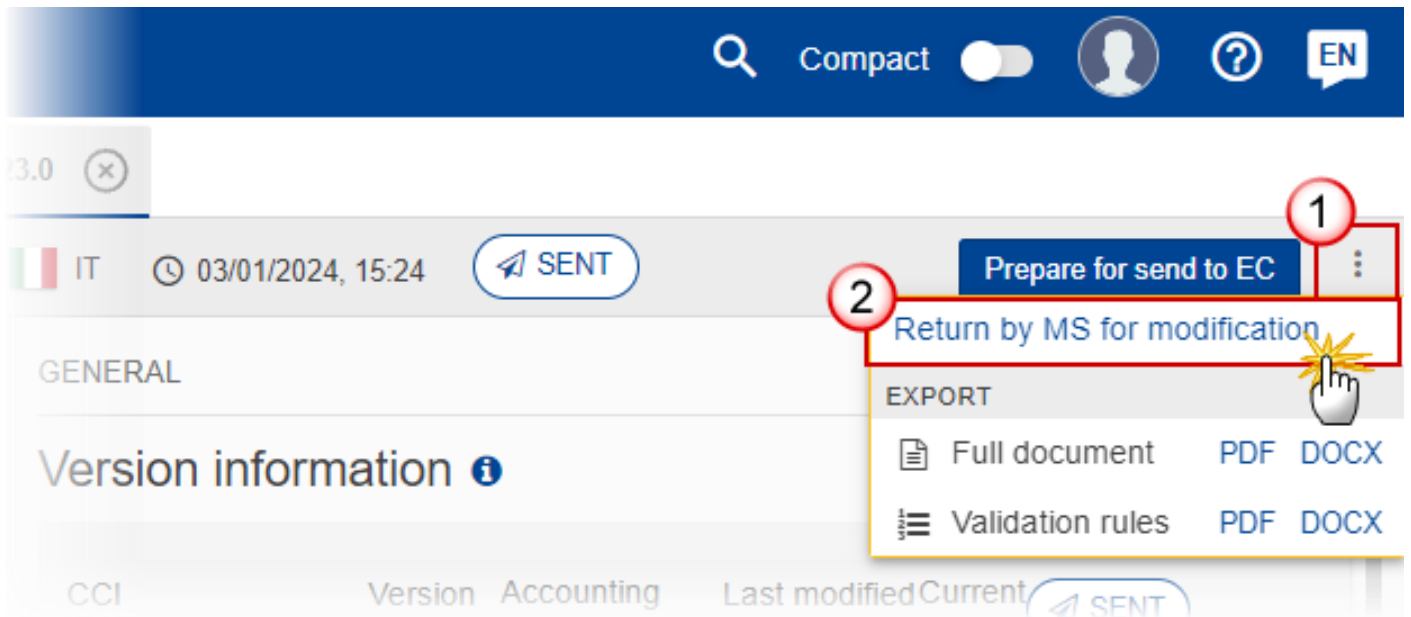 Compact EN
23.0
1
IT 03/01/2024, 15:24 SENT Prepare for send to EC
2
Return by MS for modification
GENERAL
EXPORT
Full document PDF DOCX
Version information
Validation rules PDF DOCX
CCI Version Accounting Last modified Current SENT